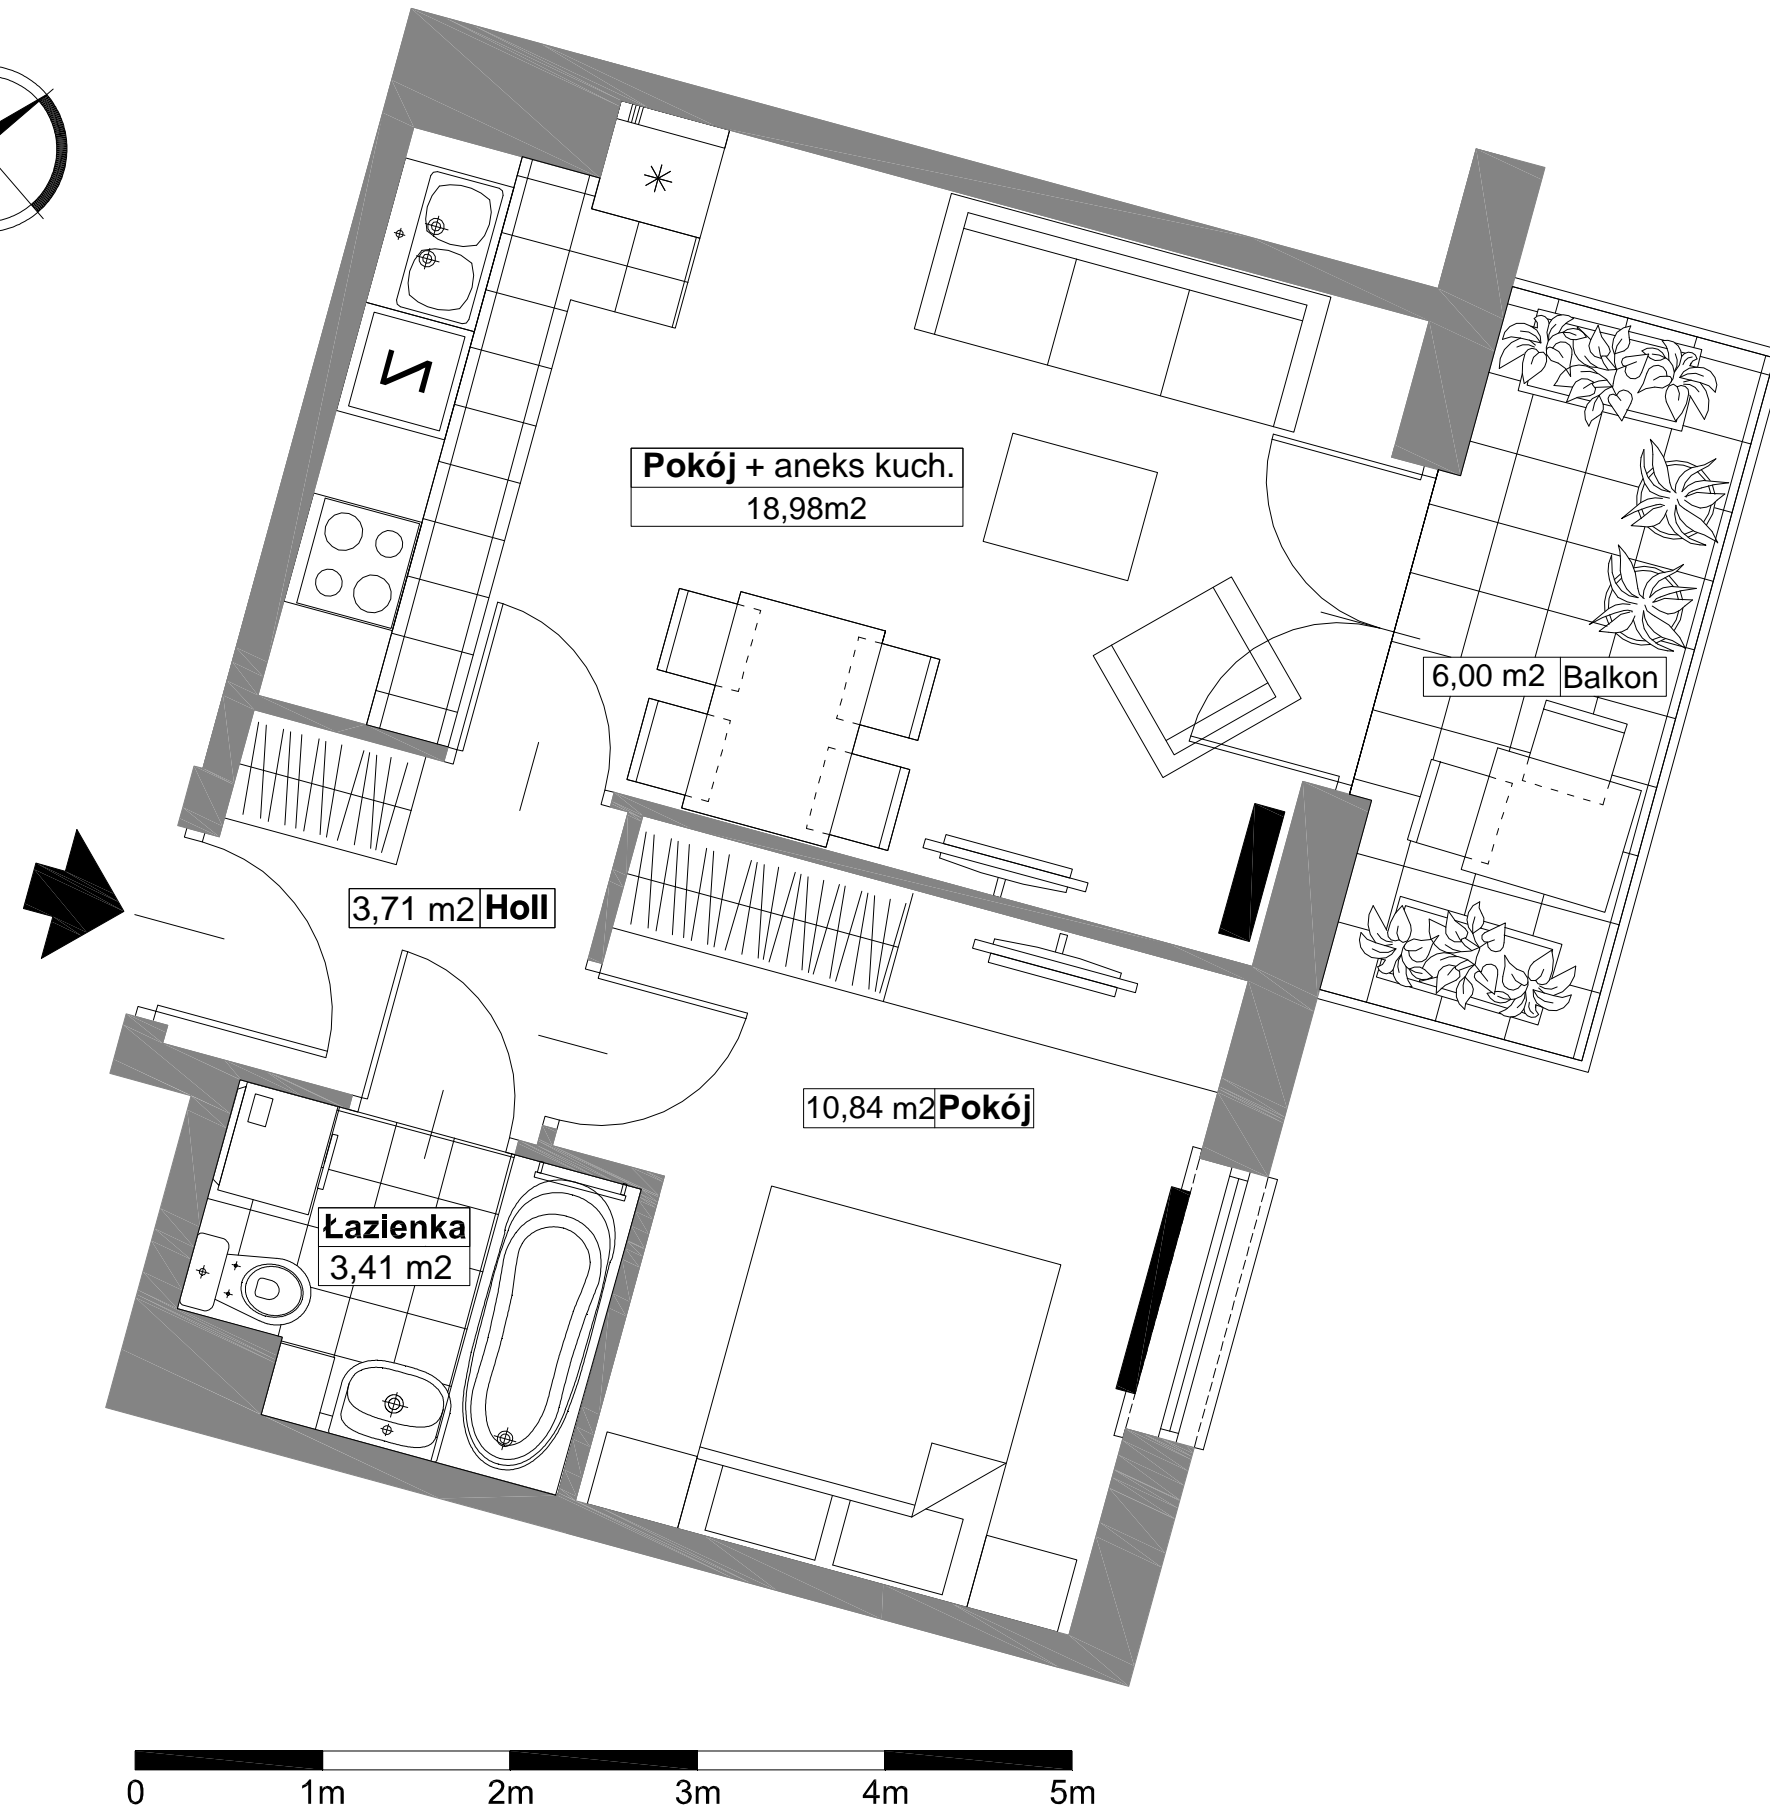 Pokój + aneks kuch.
18,98m2
6,00 m2 Balkon
3,71 m2 Holl
10,84 m2 Pokój
Łazienka
3,41 m2
0 1m 2m 3m 4m 5m